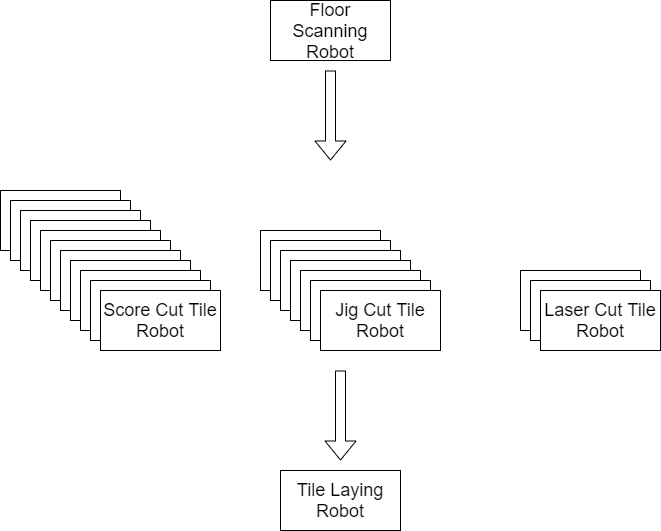 Floor
Scanning
Robot
Score Cut Tile
Robot
Jig Cut Tile
Robot
Laser Cut Tile
Robot
Tile Laying
Robot